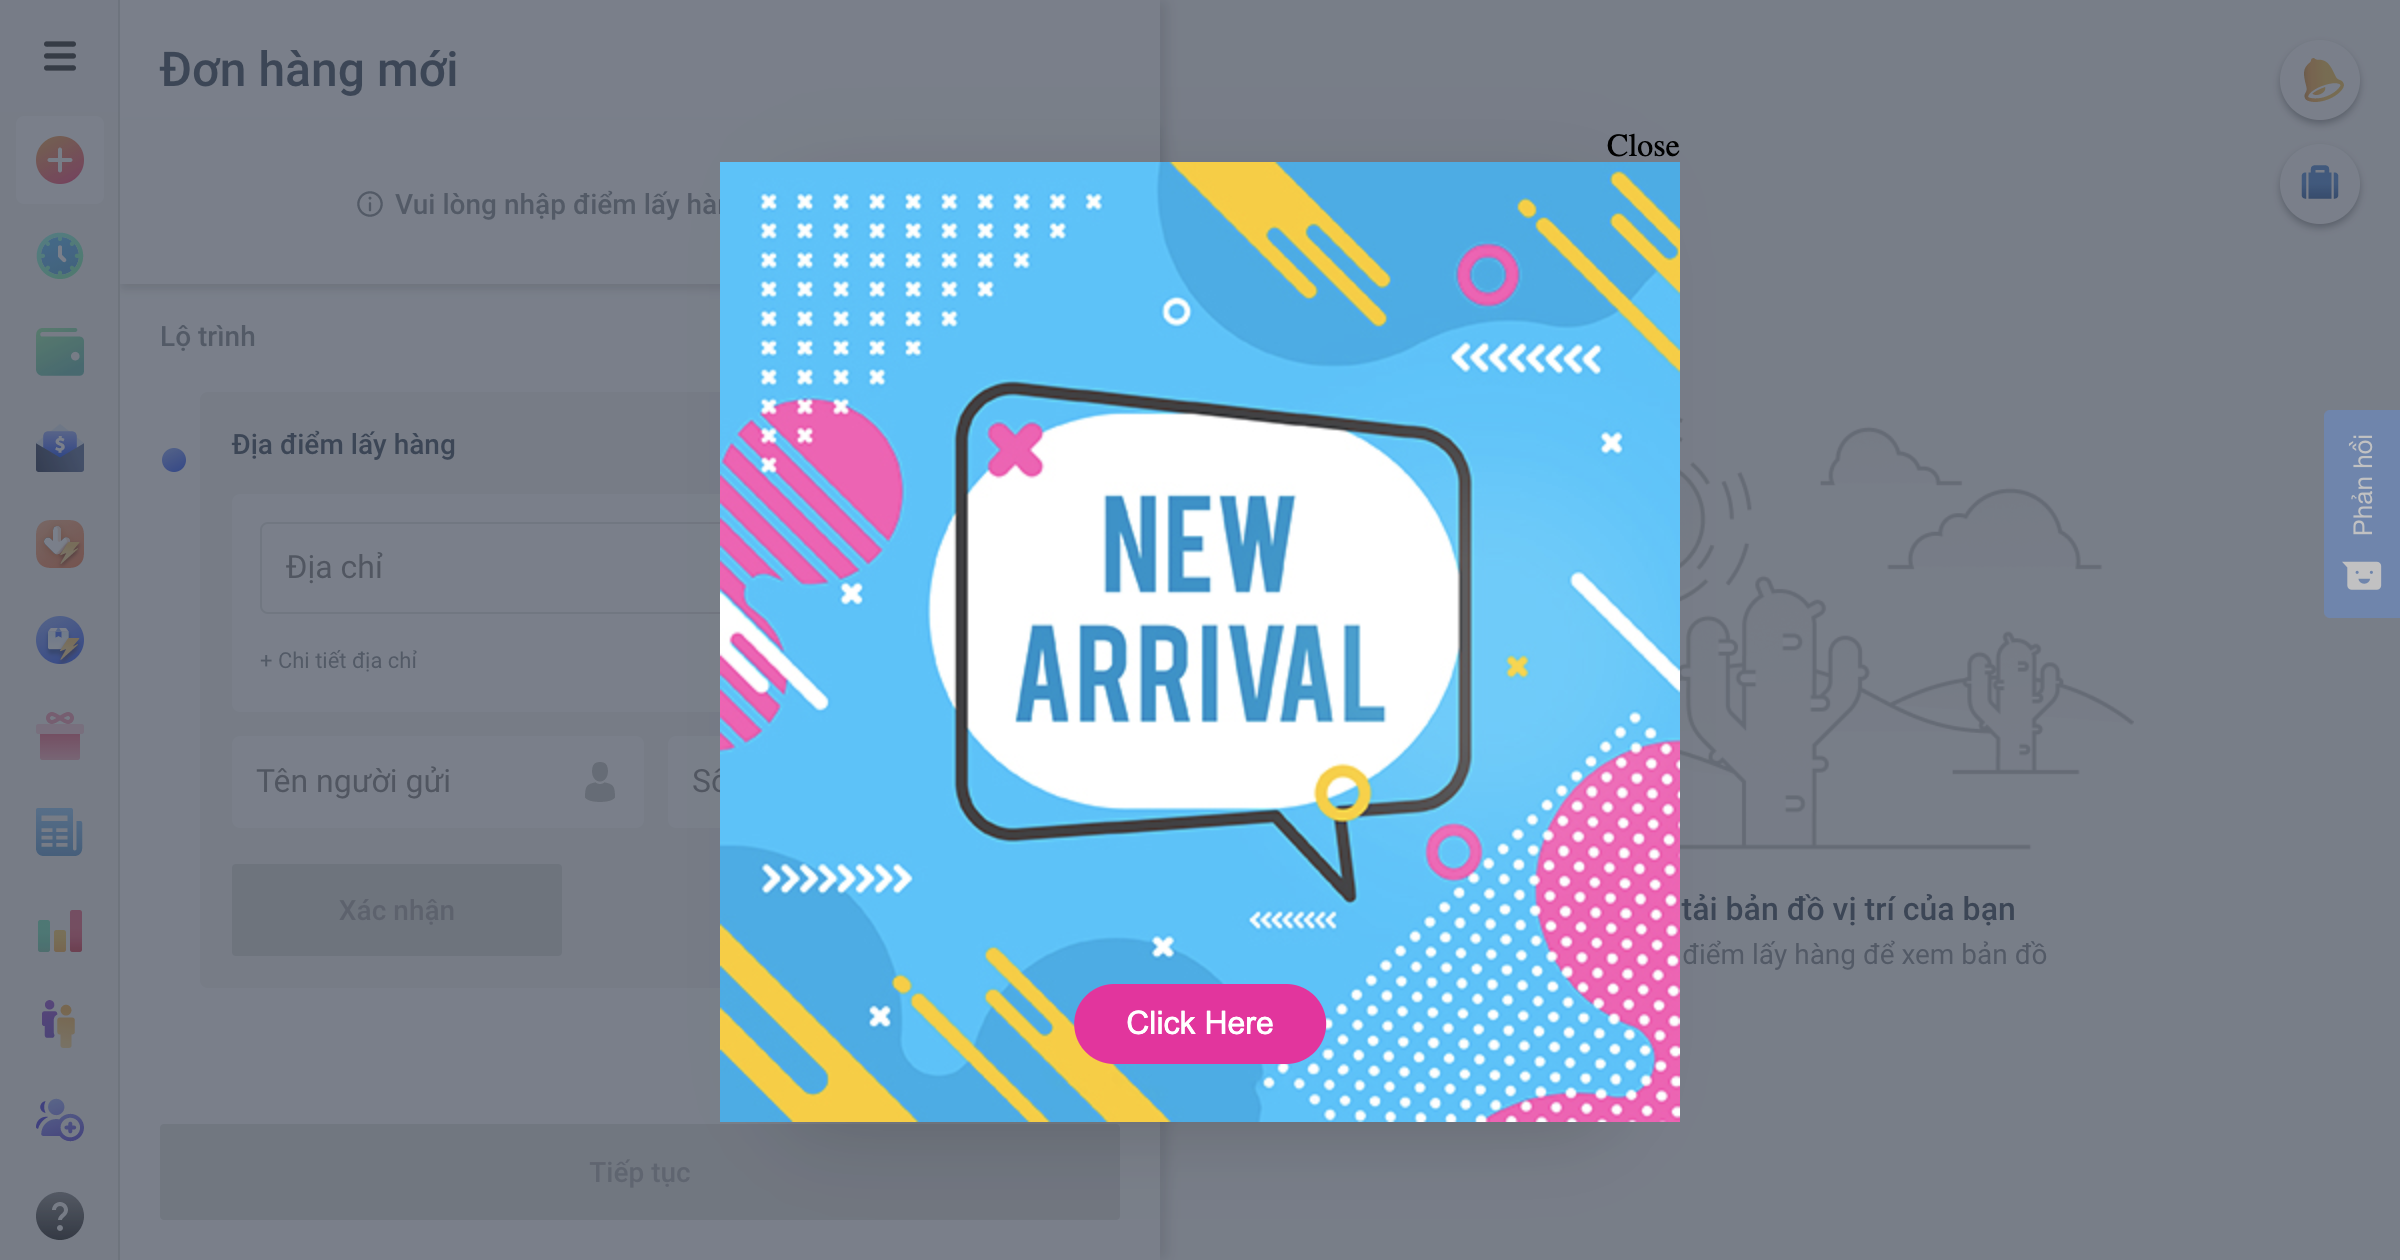 Đơn hàng mới
Close
Vui lòng nhập điểm lấy
Lộ trình
Địa điểm lấy hàng
Địa chỉ
+ Chi tiết địa chỉ
Tên người gửi
Xác nhận
Tiếp tục
NEW
ARRIVAL
Click Here
Phản hồi
tải bản đồ vị trí của bạn
điểm lấy hàng để xem bản đồ